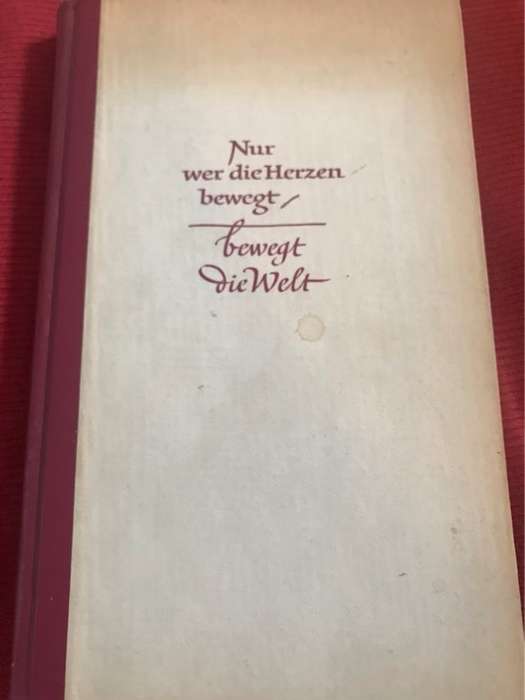 Nur
wer die Herzen
bewegt,
bewegt
die Welt